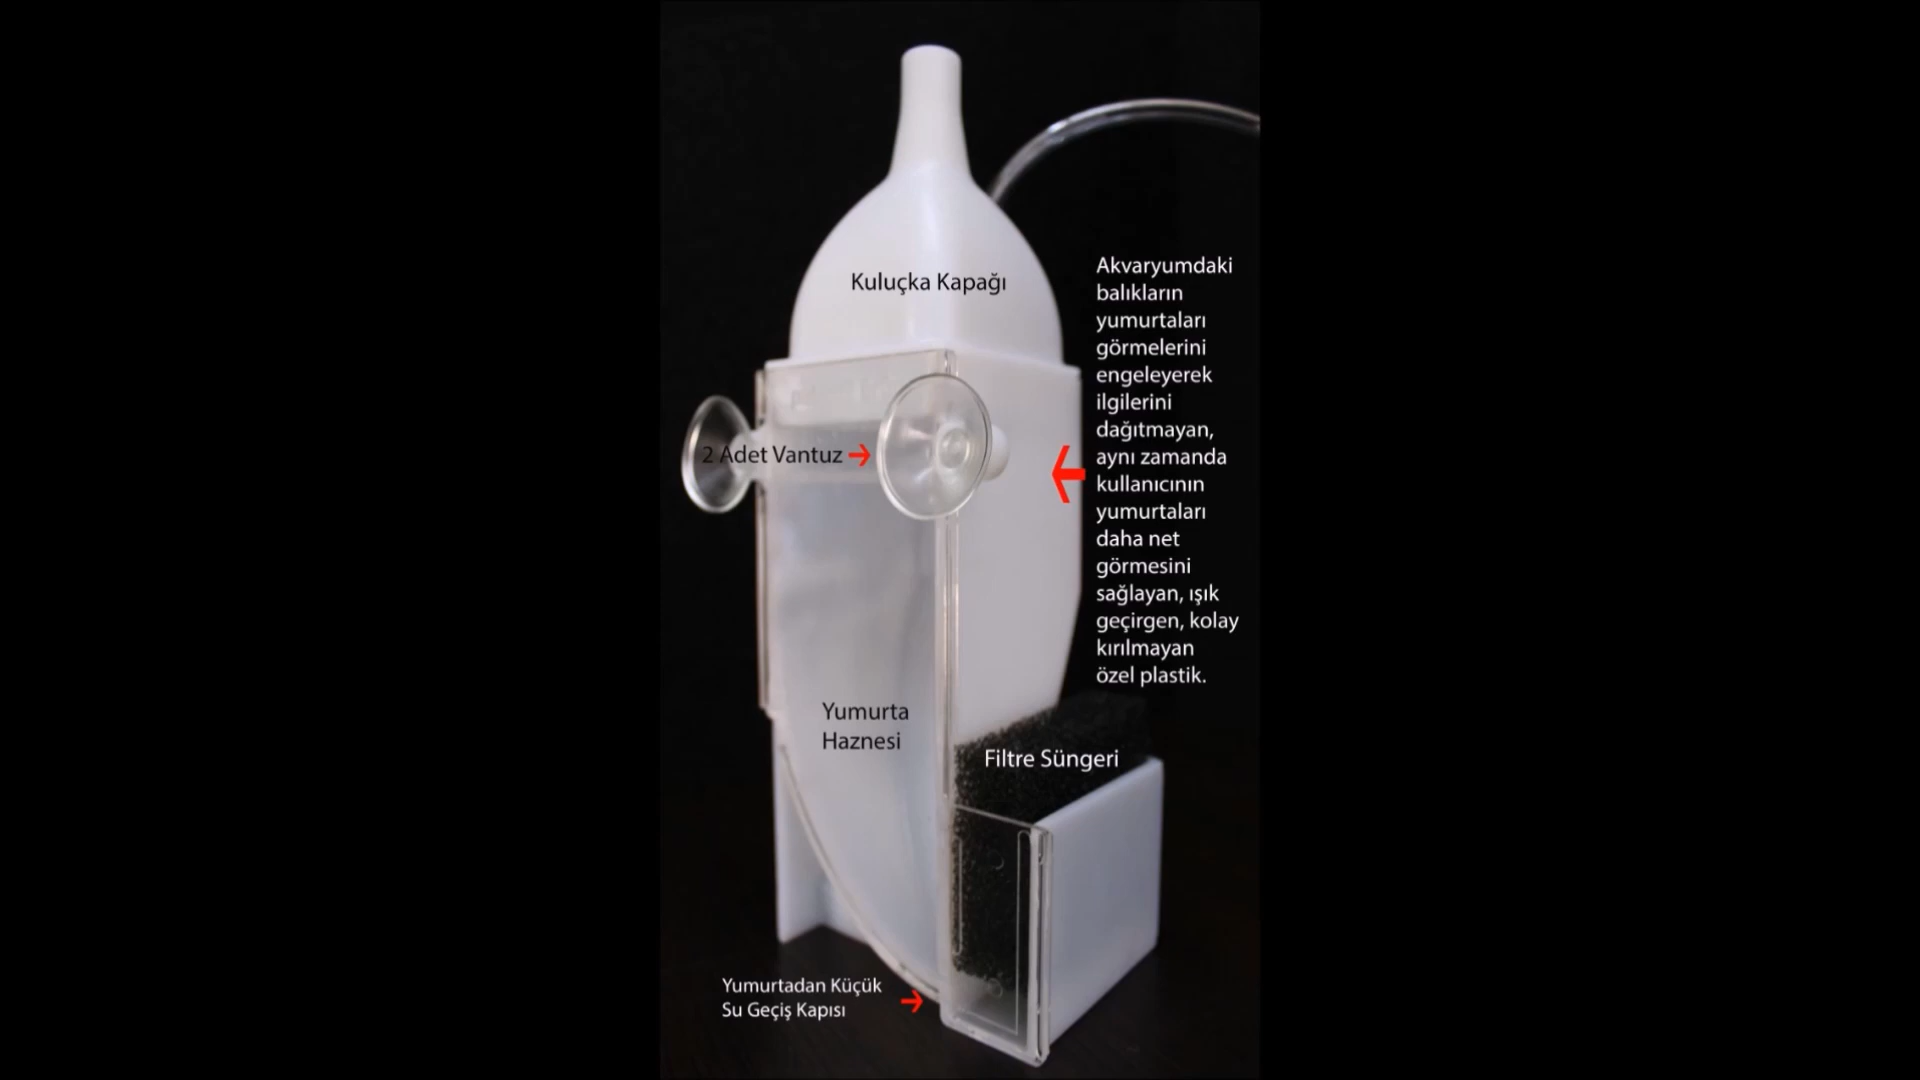 Kuluçka Kapağı
Akvaryumdaki
balıkların
yumurtaları
görmelerini
engeleyerek
ilgilerini
dağıtmayan,
aynı zamanda
kullanıcının
yumurtaları
daha net
görmesini
sağlayan, ışık
geçirgen, kolay
kırılmayan
özel plastik.
2 Adet Vantuz
Yumurta
Haznesi
Filtre Süngeri
Yumurtadan Küçük
Su Geçiş Kapısı